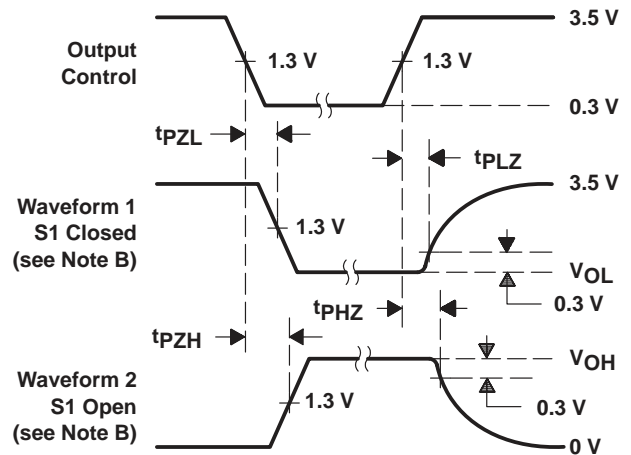 3.5 V
Output
Control
1.3 V
1.3 V
0.3 V
tPZL
tPLZ
3.5 V
Waveform 1
S1 Closed
(see Note B)
1.3 V
VOL
0.3 V
tPHZ
tPZH
VOH
Waveform 2
S1 Open
(see Note B)
1.3 V
0.3 V
0 V